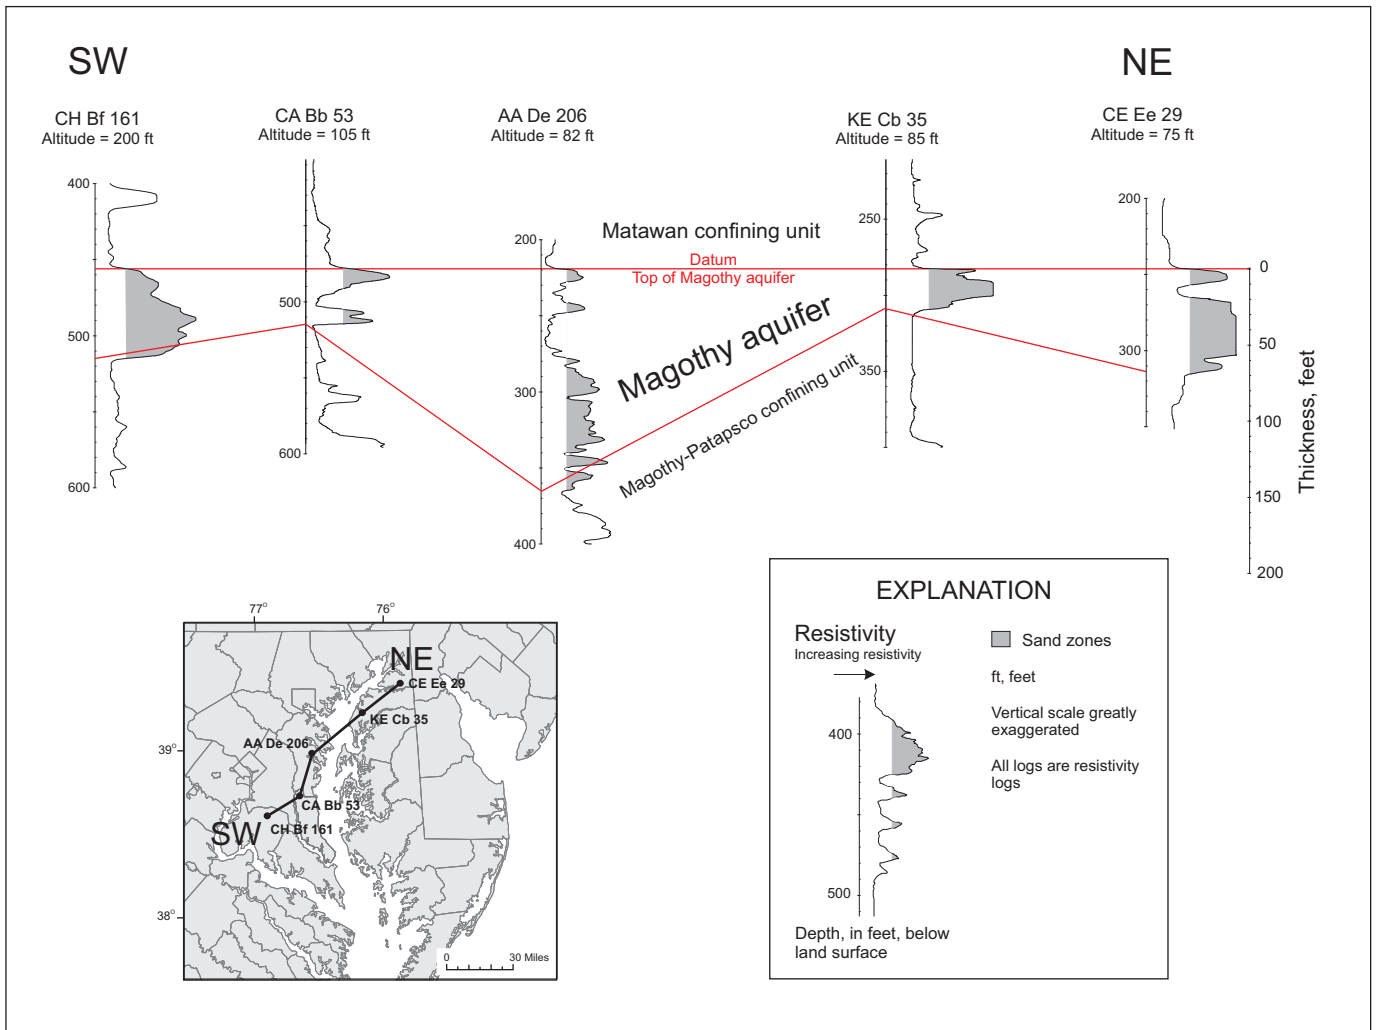 SW
NE
CH Bf 161
Altitude = 200 ft
CA Bb 53
Altitude = 105 ft
AA De 206
Altitude = 82 ft
KE Cb 35
Altitude = 85 ft
CE Ee 29
Altitude = 75 ft
400
500
600
500
600
200
300
400
250
350
200
300
Matawan confining unit
Datum
Top of Magothy aquifer
Magothy aquifer
Magothy-Patapsco confining unit
0
50
100
150
200
Thickness, feet
77°
76°
39°
38°
NE
CE Ee 29
KE Cb 35
AA De 206
CA Bb 53
SW
CH Bf 161
0
30 Miles
EXPLANATION
Resistivity
Increasing resistivity
400
500
Depth, in feet, below
land surface
Sand zones
ft, feet
Vertical scale greatly
exaggerated
All logs are resistivity
logs